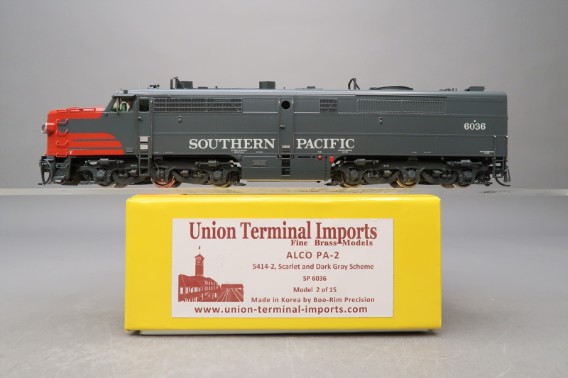 6036
SOUTHERN PACIFIC
Union Terminal Imports
Fine Brass Models
ALCO PA-2
5414-2, Scarlet and Dark Gray Scheme
SP 6036
Model 2 of 15
Made in Korea by Boo-Rim Precision
www.union-terminal-imports.com